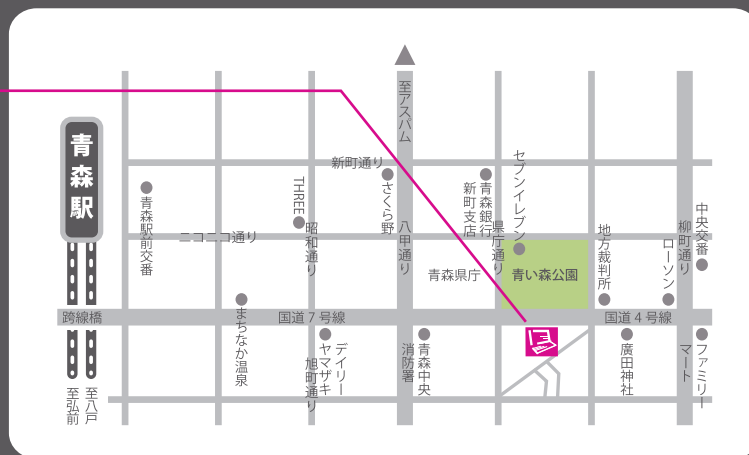 至アスパム
青森駅
新町通り
セブンイレブン
さくら野
青森銀行
新町支店
THREE
青森駅前交番
ニコニコ通り
昭和通り
八甲通り
県庁通り
柳町通り
中央交番
地方裁判所
ローソン
青森県庁
青い森公園
跨線橋
国道７号線
国道４号線
まちなか温泉
デイリー
ヤマザキ
旭町通り
青森中央
消防署
廣田神社
ファミリー
マート
至八戸
至弘前